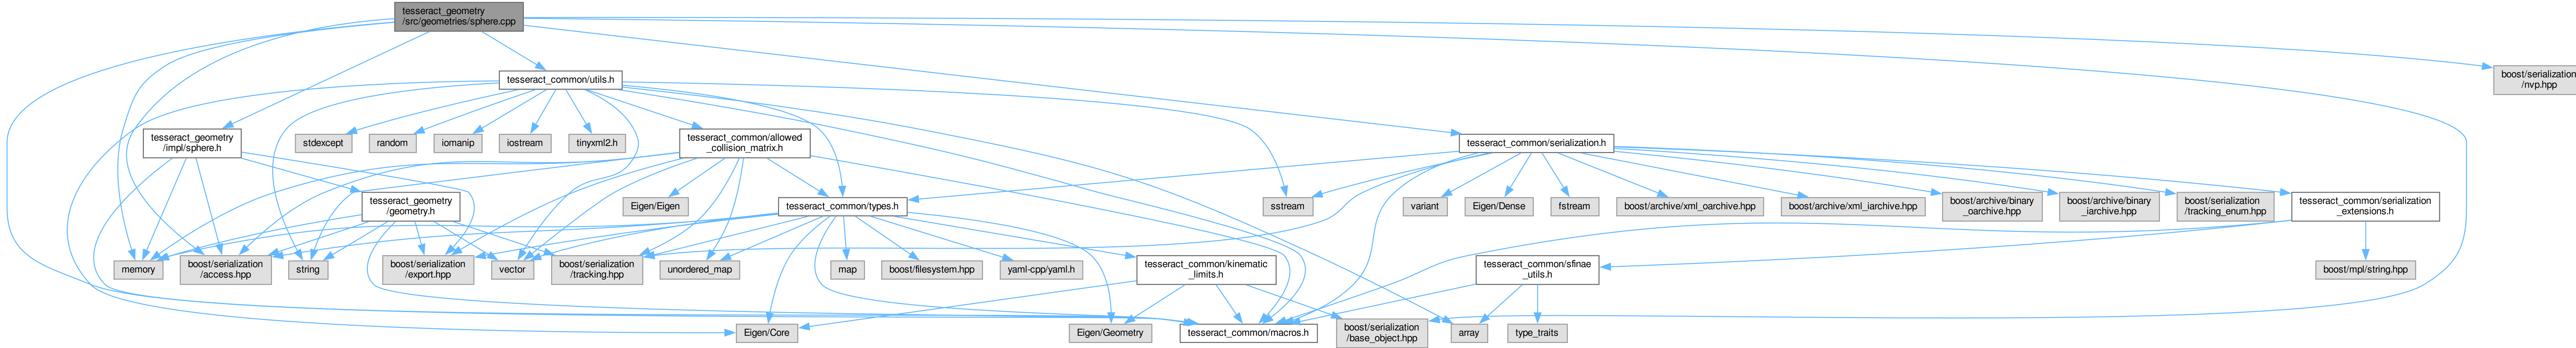 tesseract_geometry
/src/geometries/sphere.cpp
tesseract_common/utils.h
boost/serialization
/nvp.hpp
tesseract_geometry
/impl/sphere.h
stdexcept
random
iomanip
iostream
tinyxml2.h
tesseract_common/allowed
_collision_matrix.h
tesseract_common/serialization.h
tesseract_geometry
/geometry.h
Eigen/Eigen
tesseract_common/types.h
sstream
variant
Eigen/Dense
fstream
boost/archive/xml_oarchive.hpp
boost/archive/xml_iarchive.hpp
boost/archive/binary
_oarchive.hpp
boost/archive/binary
_iarchive.hpp
boost/serialization
/tracking_enum.hpp
tesseract_common/serialization
_extensions.h
memory
boost/serialization
/access.hpp
string
boost/serialization
/export.hpp
vector
boost/serialization
/tracking.hpp
unordered_map
map
boost/filesystem.hpp
yaml-cpp/yaml.h
tesseract_common/kinematic
_limits.h
tesseract_common/sfinae
_utils.h
boost/mpl/string.hpp
Eigen/Core
Eigen/Geometry
tesseract_common/macros.h
boost/serialization
/base_object.hpp
array
type_traits